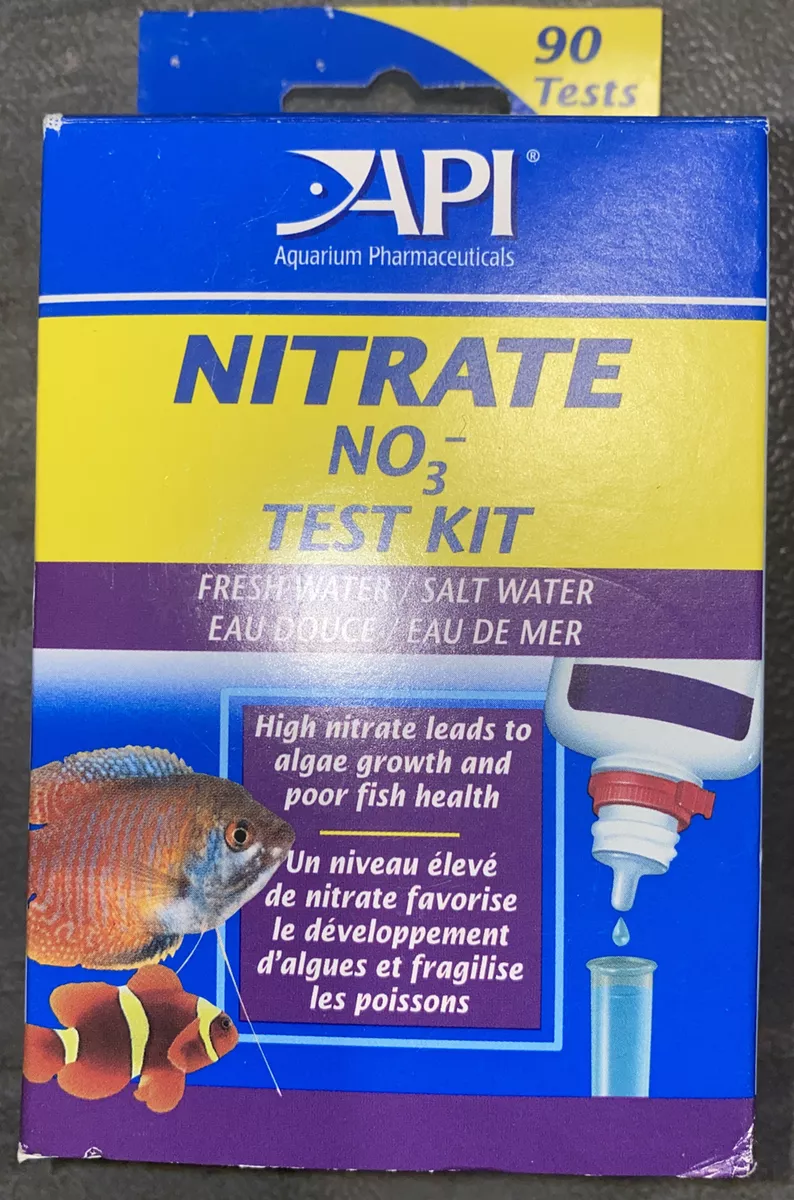 90
Tests
API®
Aquarium Pharmaceuticals
NITRATE
NO₃⁻
TEST KIT
FRESH WATER / SALT WATER
EAU DOUCE / EAU DE MER
High nitrate leads to
algae growth and
poor fish health
Un niveau élevé
de nitrate favorise
le développement
d'algues et fragilise
les poissons